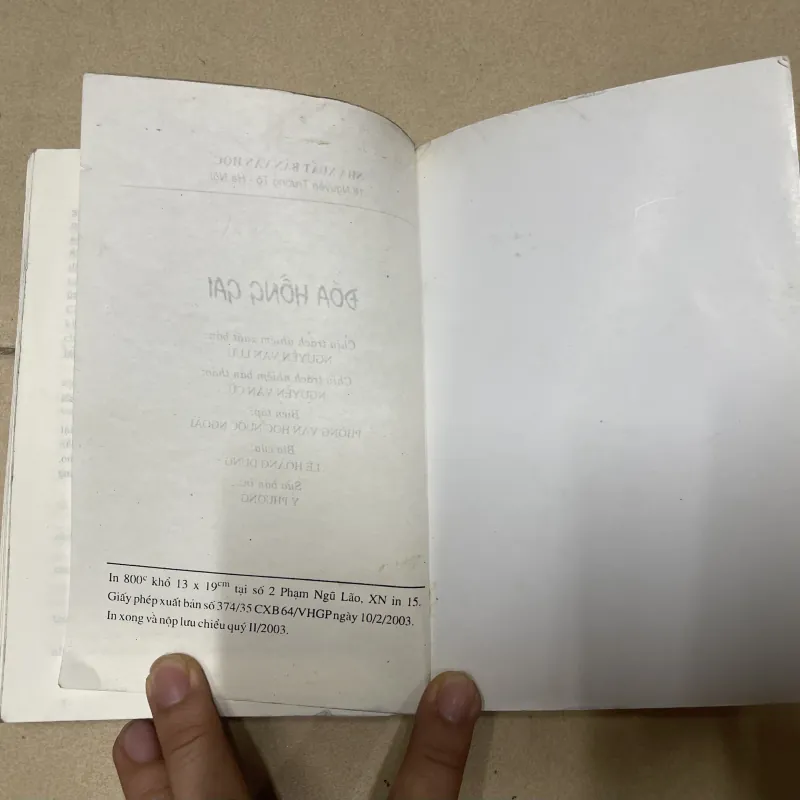 NHÀ XUẤT BẢN VĂN HỌC
18 Nguyễn Trường Tộ - Hà Nội
ĐÓA HỒNG GAI
Chịu trách nhiệm xuất bản:
NGUYỄN VĂN LƯU
Chịu trách nhiệm bản thảo:
NGUYỄN VĂN CỪ
Biên tập:
PHÒNG VĂN HỌC NƯỚC NGOÀI
Bìa của:
LÊ HOÀNG DŨNG
Sửa bản in:
Y PHƯƠNG
In 800ᶜ khổ 13 x 19ᶜᵐ tại số 2 Phạm Ngũ Lão, XN in 15.
Giấy phép xuất bản số 374/35 CXB 64/VHGP ngày 10/2/2003.
In xong và nộp lưu chiểu quý II/2003.